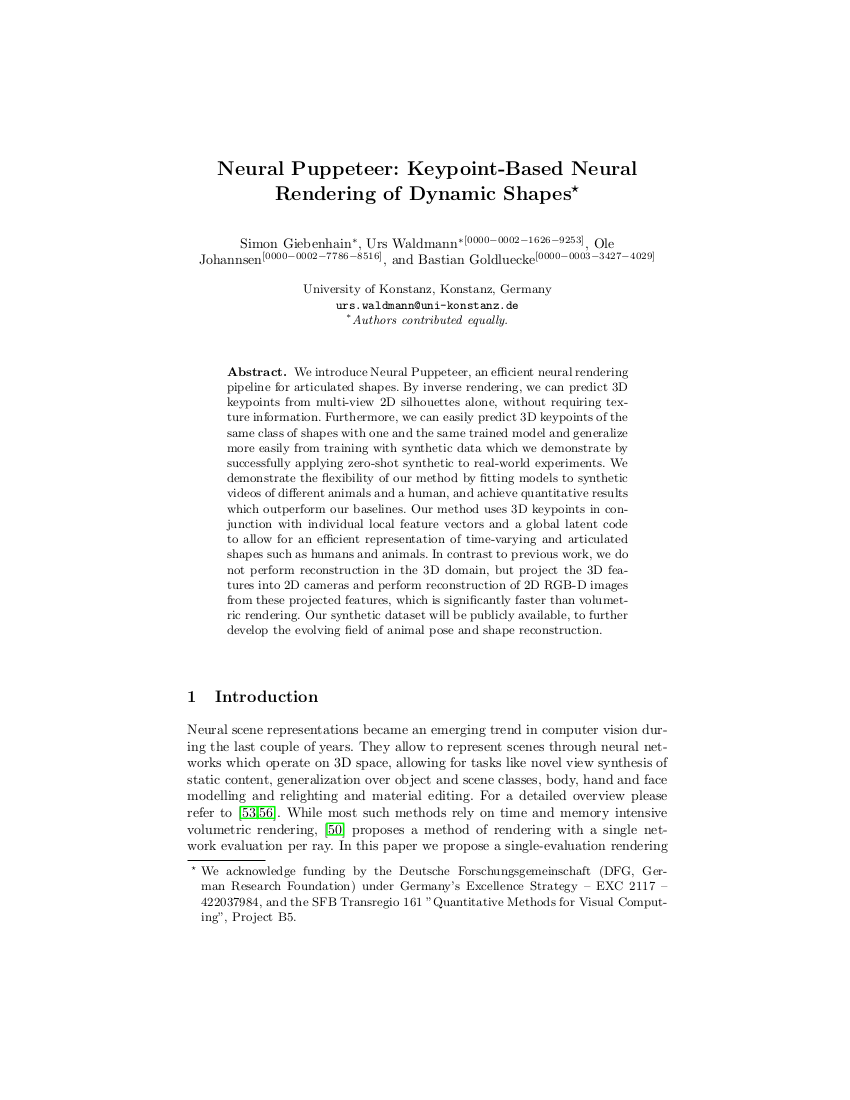 Neural Puppeteer: Keypoint-Based Neural
Rendering of Dynamic Shapes⋆
Simon Giebenhain*, Urs Waldmann*[0000−0002−1626−9253], Ole
Johannsen[0000−0002−7786−8516], and Bastian Goldluecke[0000−0003−3427−4029]
University of Konstanz, Konstanz, Germany
urs.waldmann@uni-konstanz.de
*Authors contributed equally.
Abstract. We introduce Neural Puppeteer, an efficient neural rendering
pipeline for articulated shapes. By inverse rendering, we can predict 3D
keypoints from multi-view 2D silhouettes alone, without requiring tex-
ture information. Furthermore, we can easily predict 3D keypoints of the
same class of shapes with one and the same trained model and generalize
more easily from training with synthetic data which we demonstrate by
successfully applying zero-shot synthetic to real-world experiments. We
demonstrate the flexibility of our method by fitting models to synthetic
videos of different animals and a human, and achieve quantitative results
which outperform our baselines. Our method uses 3D keypoints in con-
junction with individual local feature vectors and a global latent code
to allow for an efficient representation of time-varying and articulated
shapes such as humans and animals. In contrast to previous work, we do
not perform reconstruction in the 3D domain, but project the 3D fea-
tures into 2D cameras and perform reconstruction of 2D RGB-D images
from these projected features, which is significantly faster than volumet-
ric rendering. Our synthetic dataset will be publicly available, to further
develop the evolving field of animal pose and shape reconstruction.
1 Introduction
Neural scene representations became an emerging trend in computer vision dur-
ing the last couple of years. They allow to represent scenes through neural net-
works which operate on 3D space, allowing for tasks like novel view synthesis of
static content, generalization over object and scene classes, body, hand and face
modelling and relighting and material editing. For a detailed overview please
refer to [53,56]. While most such methods rely on time and memory intensive
volumetric rendering, [50] proposes a method of rendering with a single net-
work evaluation per ray. In this paper we propose a single-evaluation rendering
⋆ We acknowledge funding by the Deutsche Forschungsgemeinschaft (DFG, Ger-
man Research Foundation) under Germany's Excellence Strategy – EXC 2117 –
422037984, and the SFB Transregio 161 "Quantitative Methods for Visual Comput-
ing", Project B5.